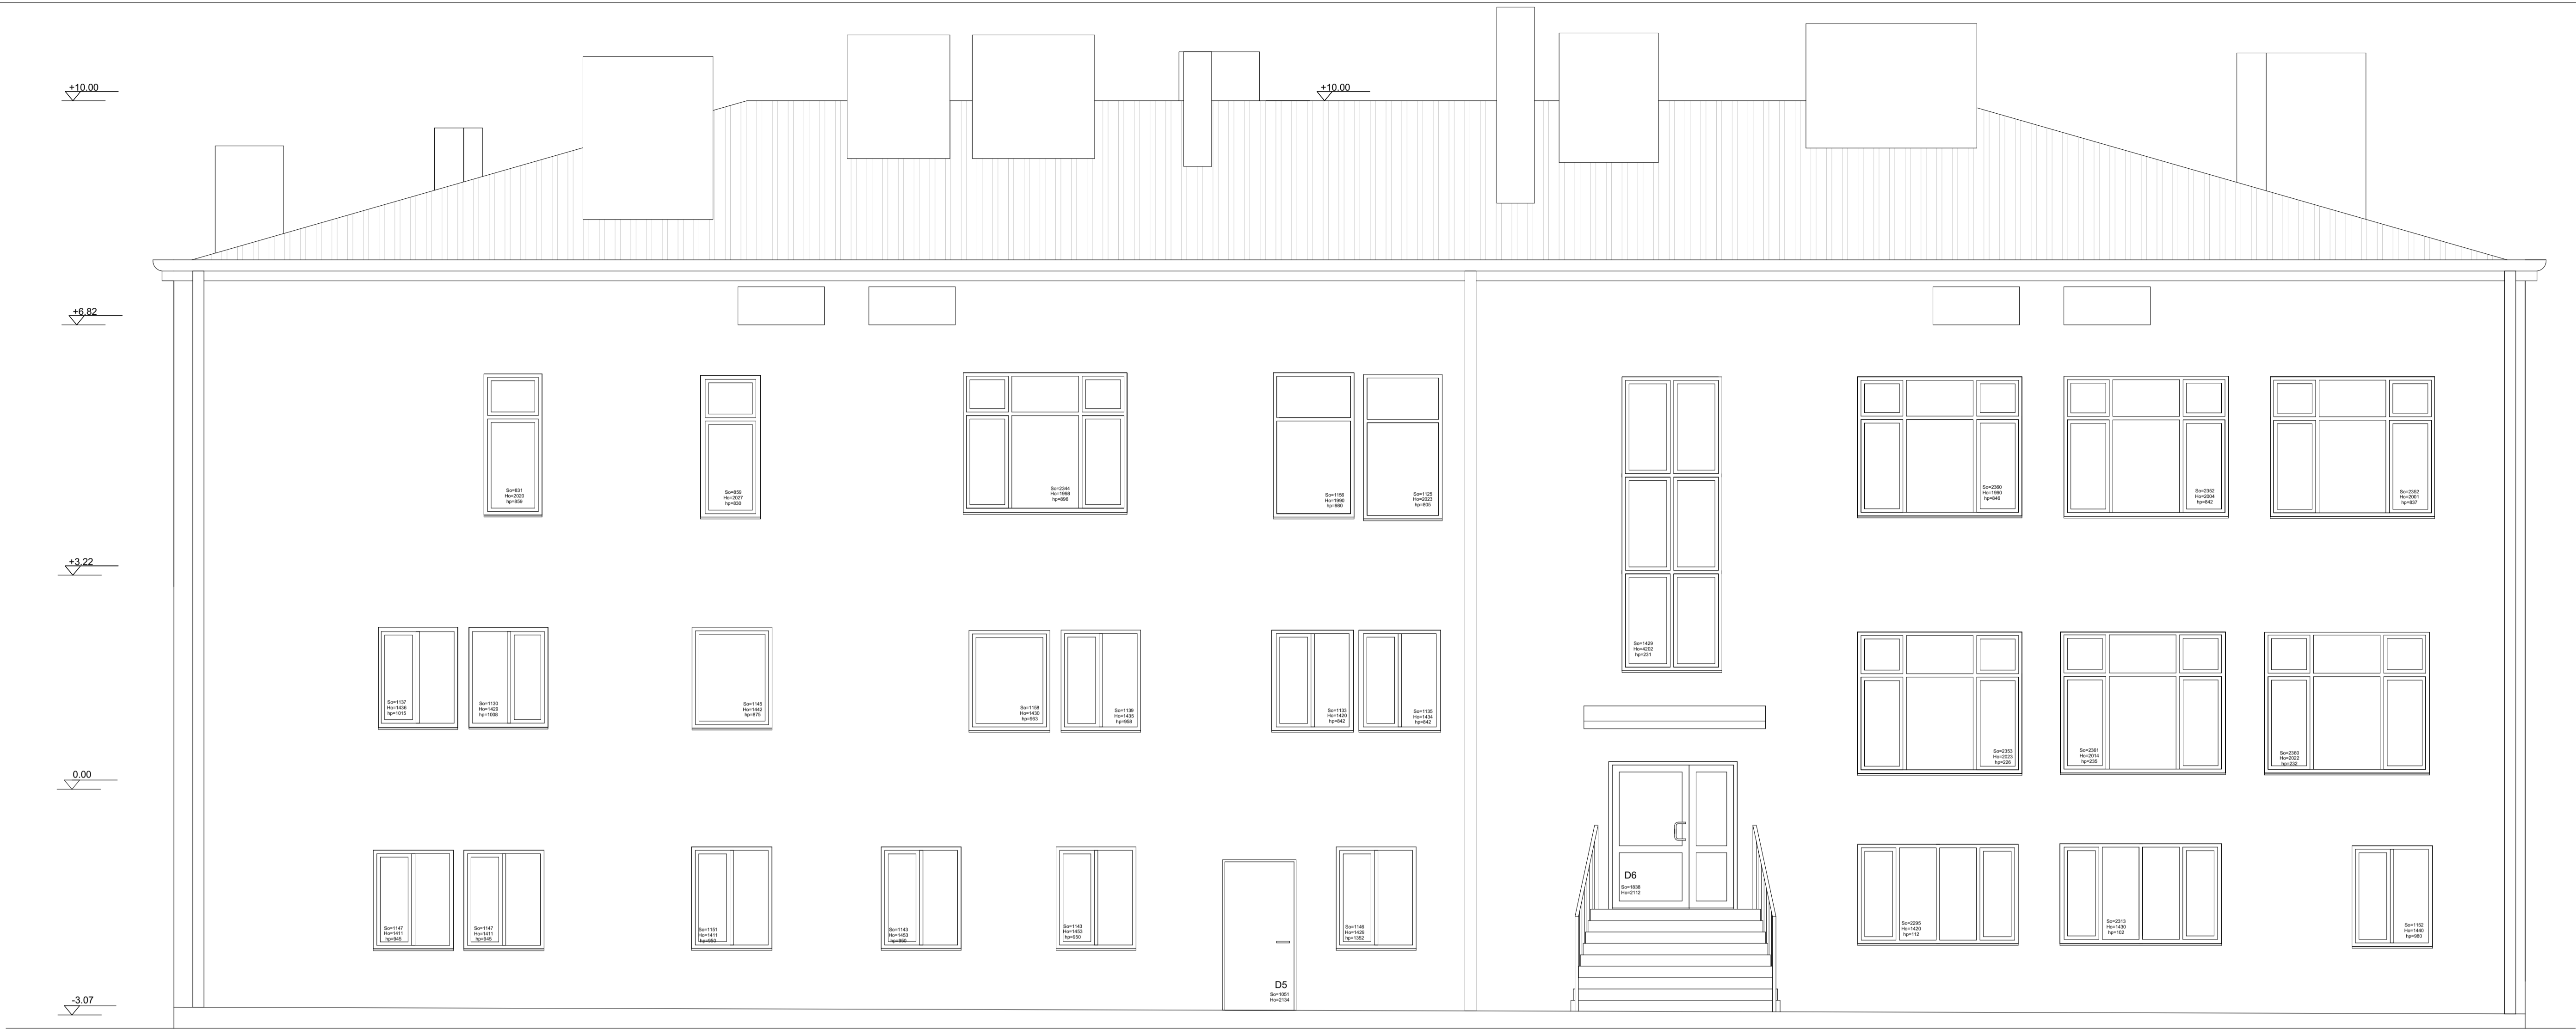 +10.00
+10.00
+6.82
So=831
Ho=2020
hp=859
So=859
Ho=2027
hp=830
So=2344
Ho=1998
hp=896
So=1156
Ho=1990
hp=980
So=1125
Ho=2023
hp=805
So=2360
Ho=1990
hp=846
So=2352
Ho=2004
hp=842
So=2352
Ho=2001
hp=837
+3.22
So=1429
Ho=4202
hp=231
So=1137
Ho=1436
hp=1015
So=1130
Ho=1429
hp=1008
So=1145
Ho=1442
hp=875
So=1158
Ho=1430
hp=963
So=1139
Ho=1435
hp=958
So=1133
Ho=1420
hp=842
So=1135
Ho=1434
hp=842
So=2353
Ho=2023
hp=226
So=2361
Ho=2014
hp=235
So=2360
Ho=2022
hp=232
0.00
D6
So=1838
Ho=2112
So=1147
Ho=1411
hp=945
So=1147
Ho=1411
hp=945
So=1151
Ho=1411
hp=950
So=1143
Ho=1453
hp=950
So=1143
Ho=1453
hp=950
So=1146
Ho=1429
hp=1352
So=2295
Ho=1420
hp=112
So=2313
Ho=1430
hp=102
So=1152
Ho=1440
hp=980
D5
So=1051
Ho=2134
-3.07